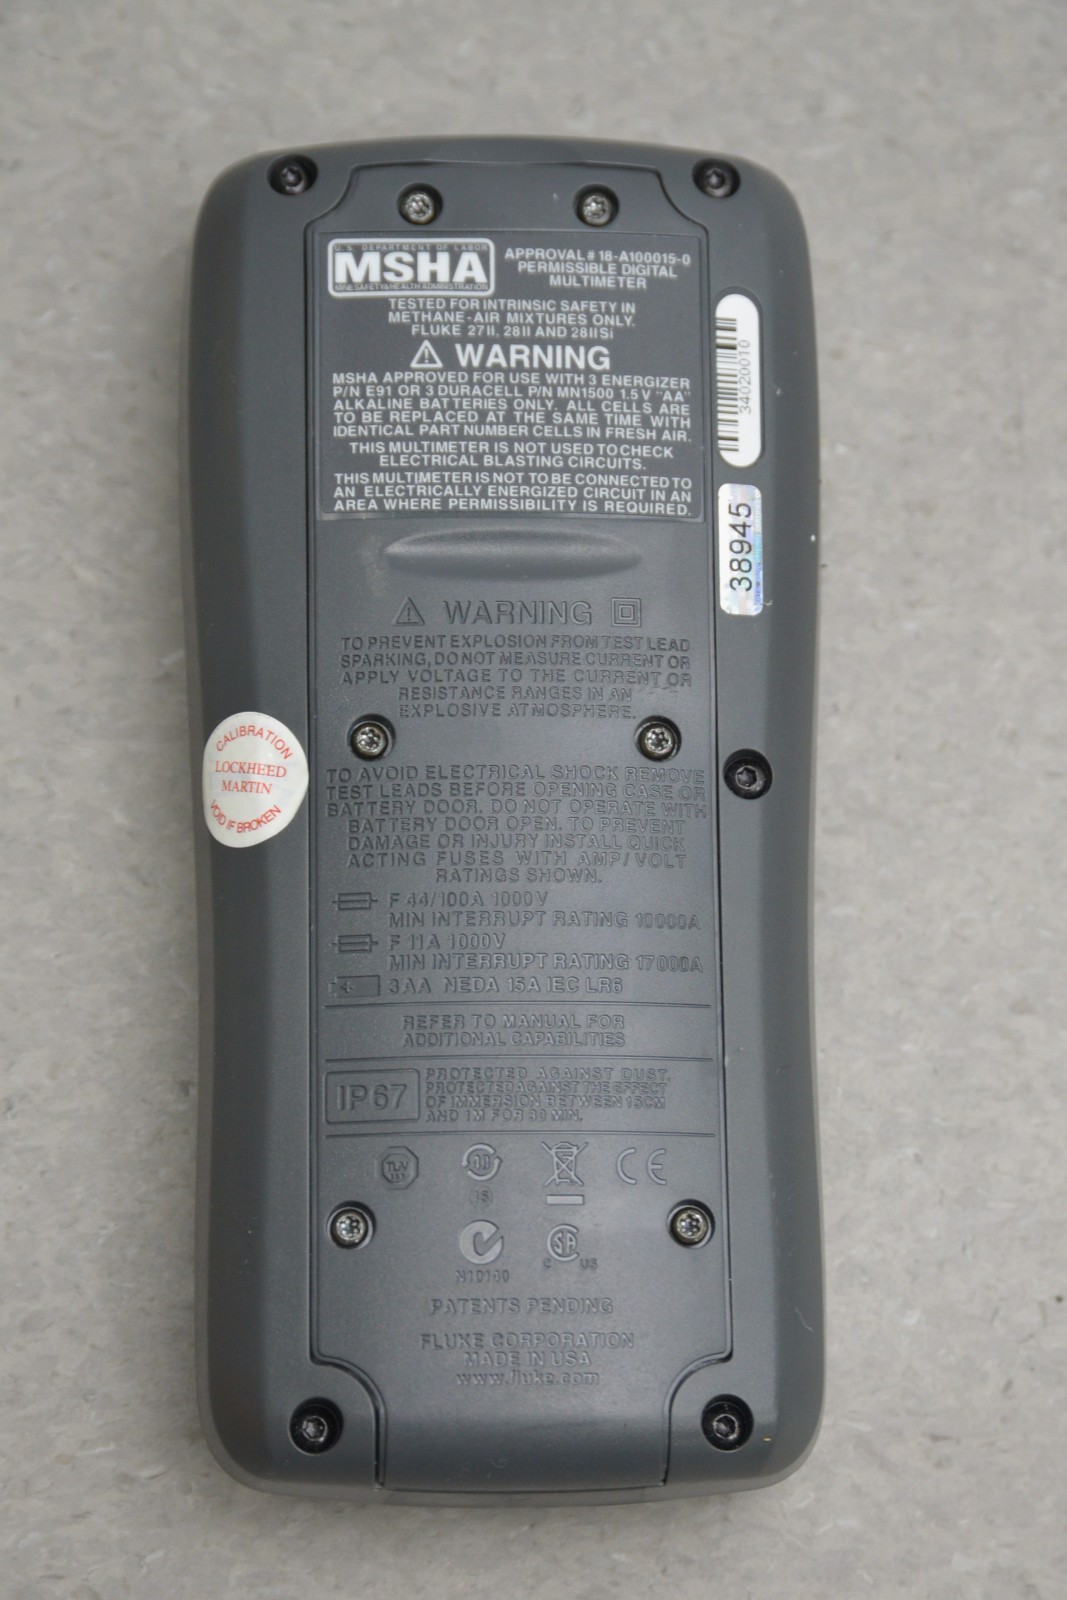 U.S. DEPARTMENT OF LABOR
MSHA
MINE SAFETY & HEALTH ADMINISTRATION
APPROVAL # 18-A100015-0
PERMISSIBLE DIGITAL
MULTIMETER
TESTED FOR INTRINSIC SAFETY IN
METHANE-AIR MIXTURES ONLY.
FLUKE 27II, 28II AND 28IISi
WARNING
MSHA APPROVED FOR USE WITH 3 ENERGIZER
P/N E91 OR 3 DURACELL P/N MN1500 1.5 V "AA"
ALKALINE BATTERIES ONLY. ALL CELLS ARE
TO BE REPLACED AT THE SAME TIME WITH
IDENTICAL PART NUMBER CELLS IN FRESH AIR.
THIS MULTIMETER IS NOT USED TO CHECK
ELECTRICAL BLASTING CIRCUITS.
THIS MULTIMETER IS NOT TO BE CONNECTED TO
AN ELECTRICALLY ENERGIZED CIRCUIT IN AN
AREA WHERE PERMISSIBILITY IS REQUIRED.
34020010
38945
WARNING
TO PREVENT EXPLOSION FROM TEST LEAD
SPARKING, DO NOT MEASURE CURRENT OR
APPLY VOLTAGE TO THE CURRENT OR
RESISTANCE RANGES IN AN
EXPLOSIVE ATMOSPHERE.
CALIBRATION
LOCKHEED
MARTIN
VOID IF BROKEN
TO AVOID ELECTRICAL SHOCK REMOVE
TEST LEADS BEFORE OPENING CASE OR
BATTERY DOOR. DO NOT OPERATE WITH
BATTERY DOOR OPEN. TO PREVENT
DAMAGE OR INJURY INSTALL QUICK
ACTING FUSES WITH AMP/VOLT
RATINGS SHOWN.
F 44/100A 1000V
MIN INTERRUPT RATING 10000A
F 11A 1000V
MIN INTERRUPT RATING 17000A
3AA NEDA 15A IEC LR6
REFER TO MANUAL FOR
ADDITIONAL CAPABILITIES
IP67
PROTECTED AGAINST DUST.
PROTECTED AGAINST THE EFFECT
OF IMMERSION BETWEEN 15CM
AND 1M FOR 30 MIN.
TUV
10
CE
N10140
C SA US
PATENTS PENDING
FLUKE CORPORATION
MADE IN USA
www.fluke.com